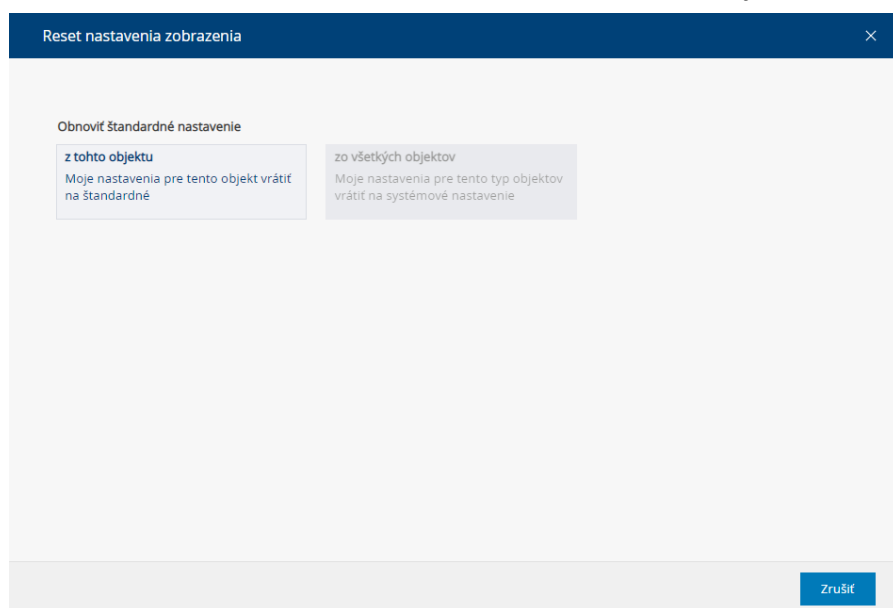 Reset nastavenia zobrazenia
Obnoviť štandardné nastavenie
z tohto objektu
Moje nastavenia pre tento objekt vrátiť
na štandardné
zo všetkých objektov
Moje nastavenia pre tento typ objektov
vrátiť na systémové nastavenie
Zrušiť